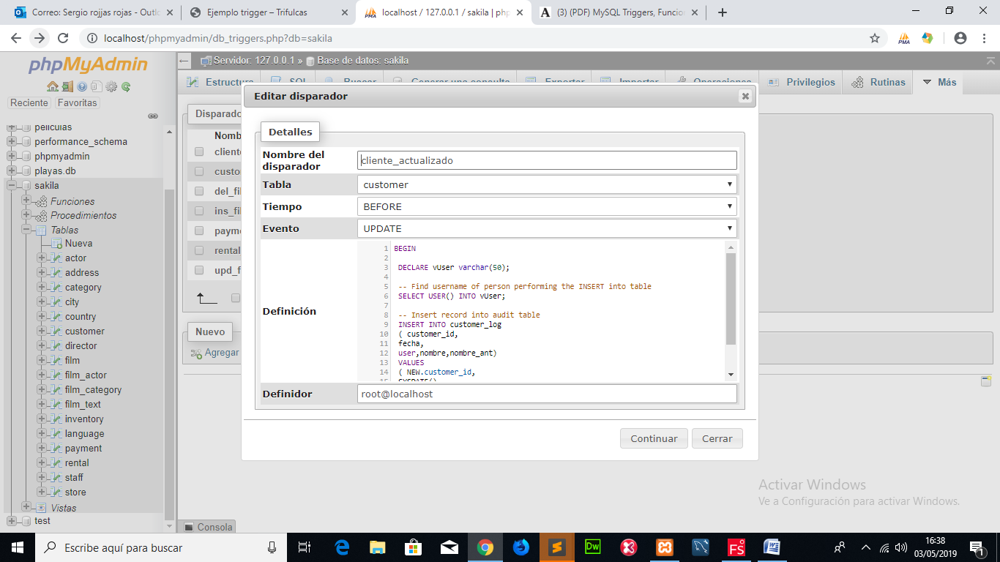 Correo: Sergio rojjas rojas - Outlo
Ejemplo trigger – Trifulcas
localhost / 127.0.0.1 / sakila | php
(3) (PDF) MySQL Triggers, Funcio
localhost/phpmyadmin/db_triggers.php?db=sakila
phpMyAdmin
Reciente
Favoritas
peliculas
performance_schema
phpmyadmin
playas.db
sakila
Funciones
Procedimientos
Tablas
Nueva
actor
address
category
city
country
customer
director
film
film_actor
film_category
film_text
inventory
language
payment
rental
staff
store
Vistas
test
Servidor: 127.0.0.1 » Base de datos: sakila
Estructura
SQL
Buscar
Generar una consulta
Exportar
Importar
Operaciones
Privilegios
Rutinas
Más
Disparado
Nomb
cliente
custo
del_fil
ins_fil
payme
rental
upd_f
Nuevo
Agregar
Editar disparador
Detalles
Nombre del disparador
cliente_actualizado
Tabla
customer
Tiempo
BEFORE
Evento
UPDATE
Definición
1 BEGIN
2
3 DECLARE vUser varchar(50);
4
5 -- Find username of person performing the INSERT into table
6 SELECT USER() INTO vUser;
7
8 -- Insert record into audit table
9 INSERT INTO customer_log
10 ( customer_id,
11 fecha,
12 user,nombre,nombre_ant)
13 VALUES
14 ( NEW.customer_id,
15 SYSDATE()
Definidor
root@localhost
Continuar
Cerrar
Activar Windows
Ve a Configuración para activar Windows.
Consola
Escribe aquí para buscar
16:38
03/05/2019